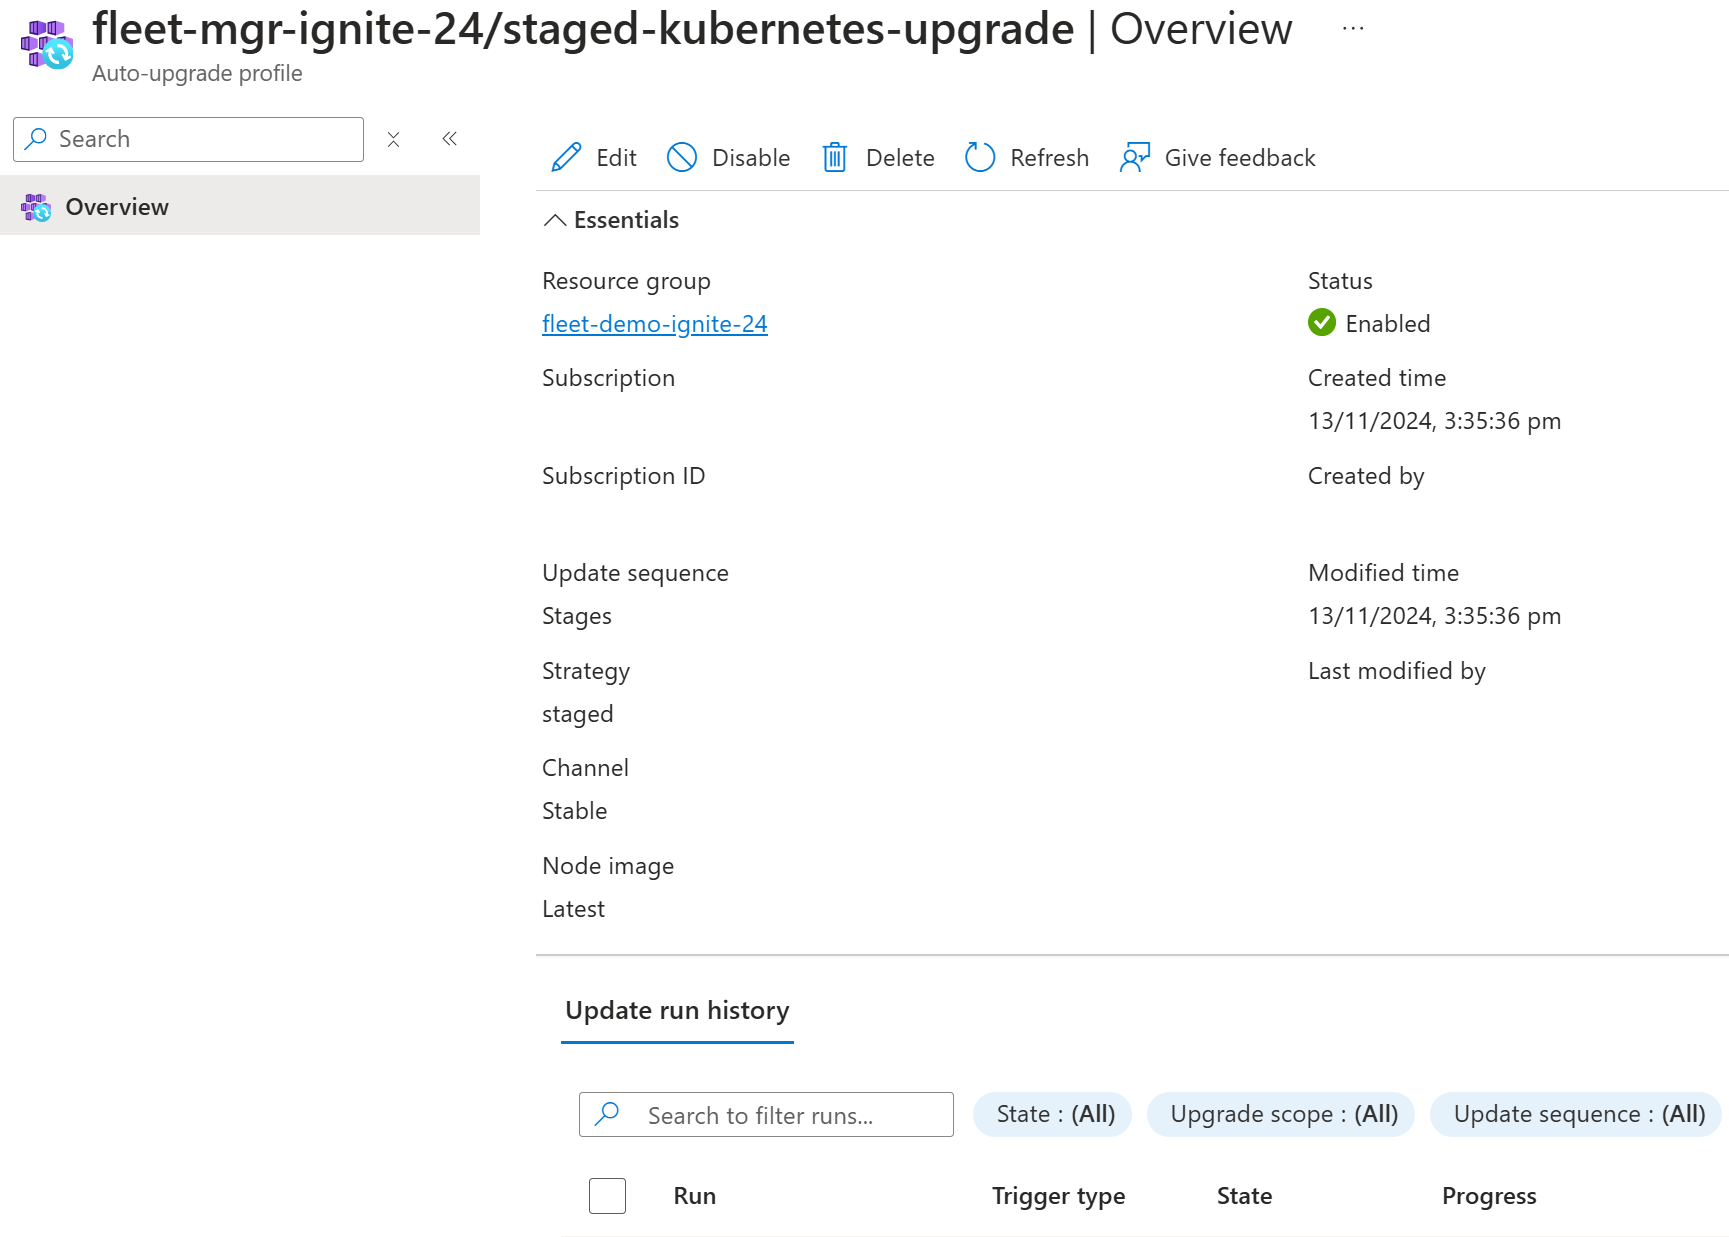 fleet-mgr-ignite-24/staged-kubernetes-upgrade | Overview ...
Auto-upgrade profile
Search
Overview
Edit Disable Delete Refresh Give feedback
Essentials
Resource group
fleet-demo-ignite-24
Subscription
Subscription ID
Update sequence
Stages
Strategy
staged
Channel
Stable
Node image
Latest
Status
Enabled
Created time
13/11/2024, 3:35:36 pm
Created by
Modified time
13/11/2024, 3:35:36 pm
Last modified by
Update run history
Search to filter runs... State : (All) Upgrade scope : (All) Update sequence : (All)
Run Trigger type State Progress